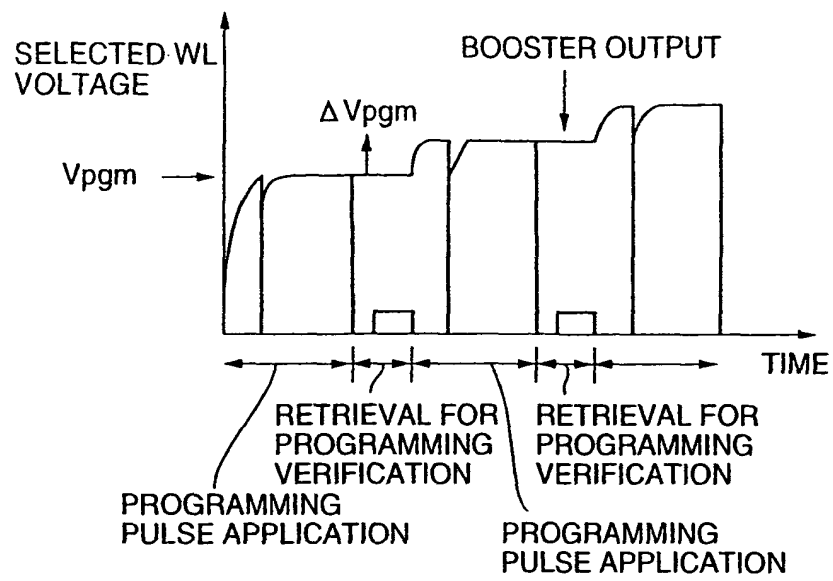 SELECTED WL
VOLTAGE
BOOSTER OUTPUT
Δ Vpgm
Vpgm
TIME
RETRIEVAL FOR
PROGRAMMING
VERIFICATION
RETRIEVAL FOR
PROGRAMMING
VERIFICATION
PROGRAMMING
PULSE APPLICATION
PROGRAMMING
PULSE APPLICATION